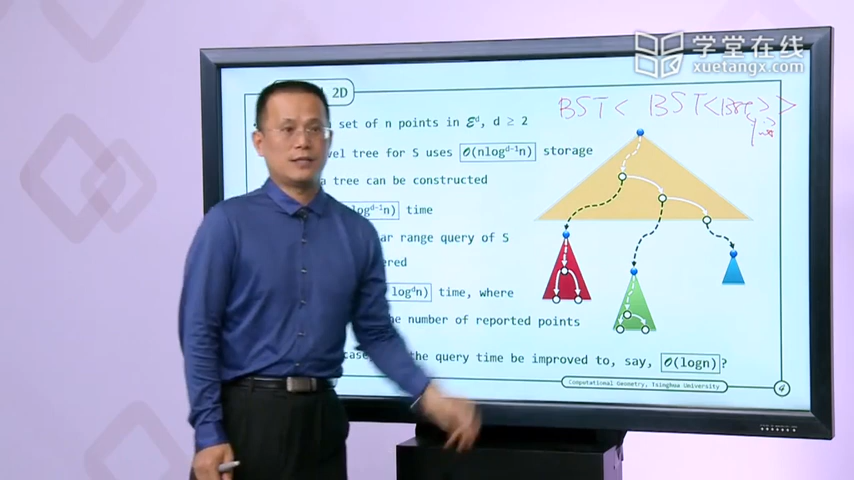 学堂在线
xuetangx.com
2D
BST< BST<BST>>
set of n points in Ɛᵈ, d ≥ 2
vel tree for S uses O(nlogᵈ⁻¹n) storage
a tree can be constructed
logᵈ⁻¹n) time
ar range query of S
ered
logᵈn) time, where
he number of reported points
case, the query time be improved to, say, O(logn)?
Computational Geometry, Tsinghua University
4